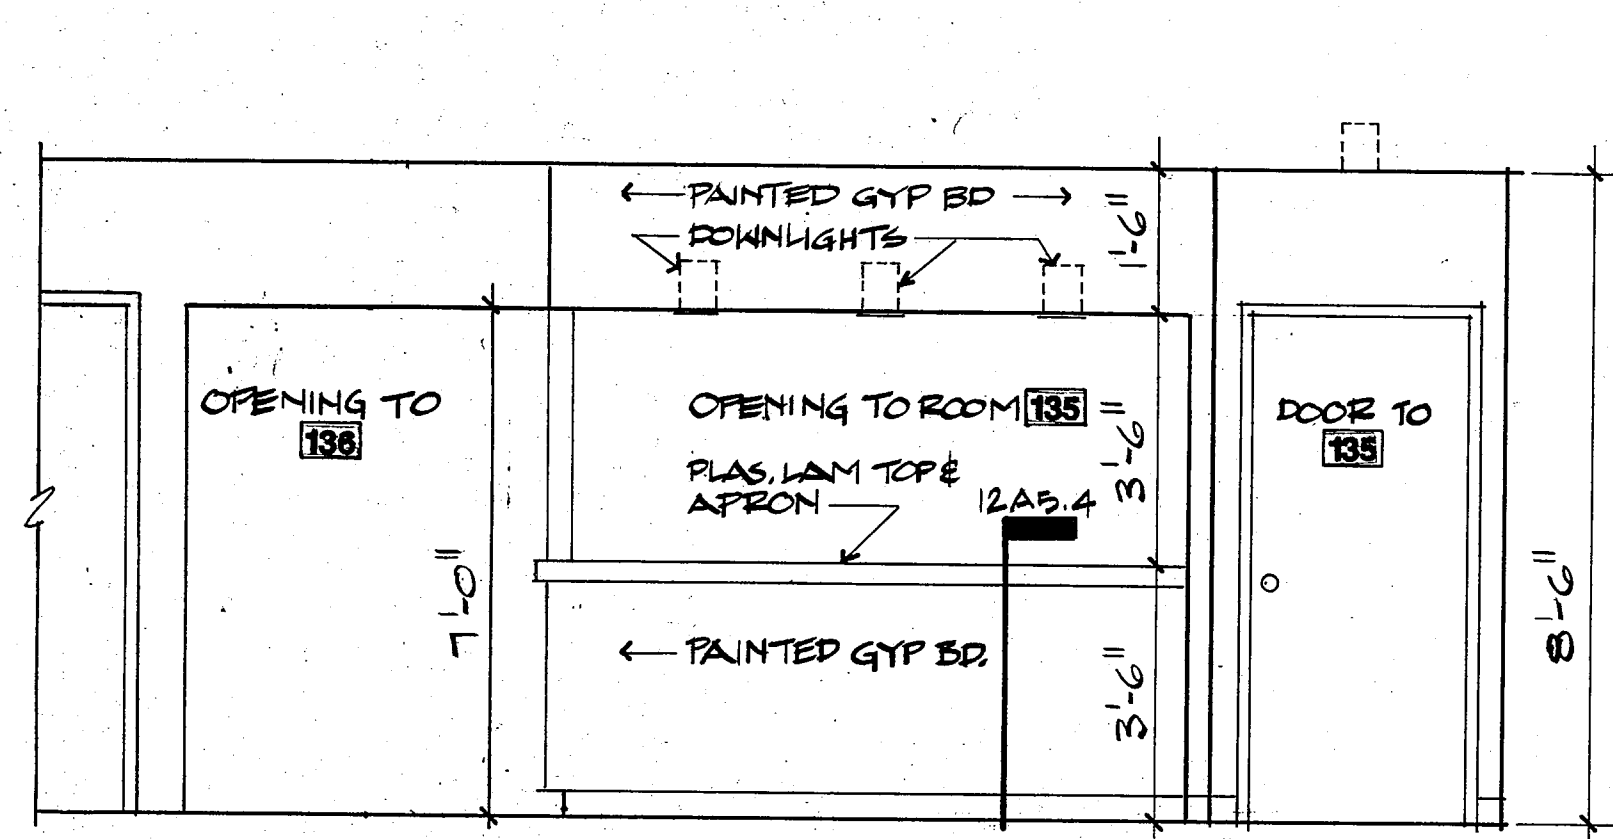 PAINTED GYP BD
DOWNLIGHTS
1'-6"
OPENING TO
136
OPENING TO ROOM 135
3'-6"
DOOR TO
135
PLAS. LAM TOP &
APRON
12A5.4
7'-0"
8'-6"
PAINTED GYP BD.
3'-6"